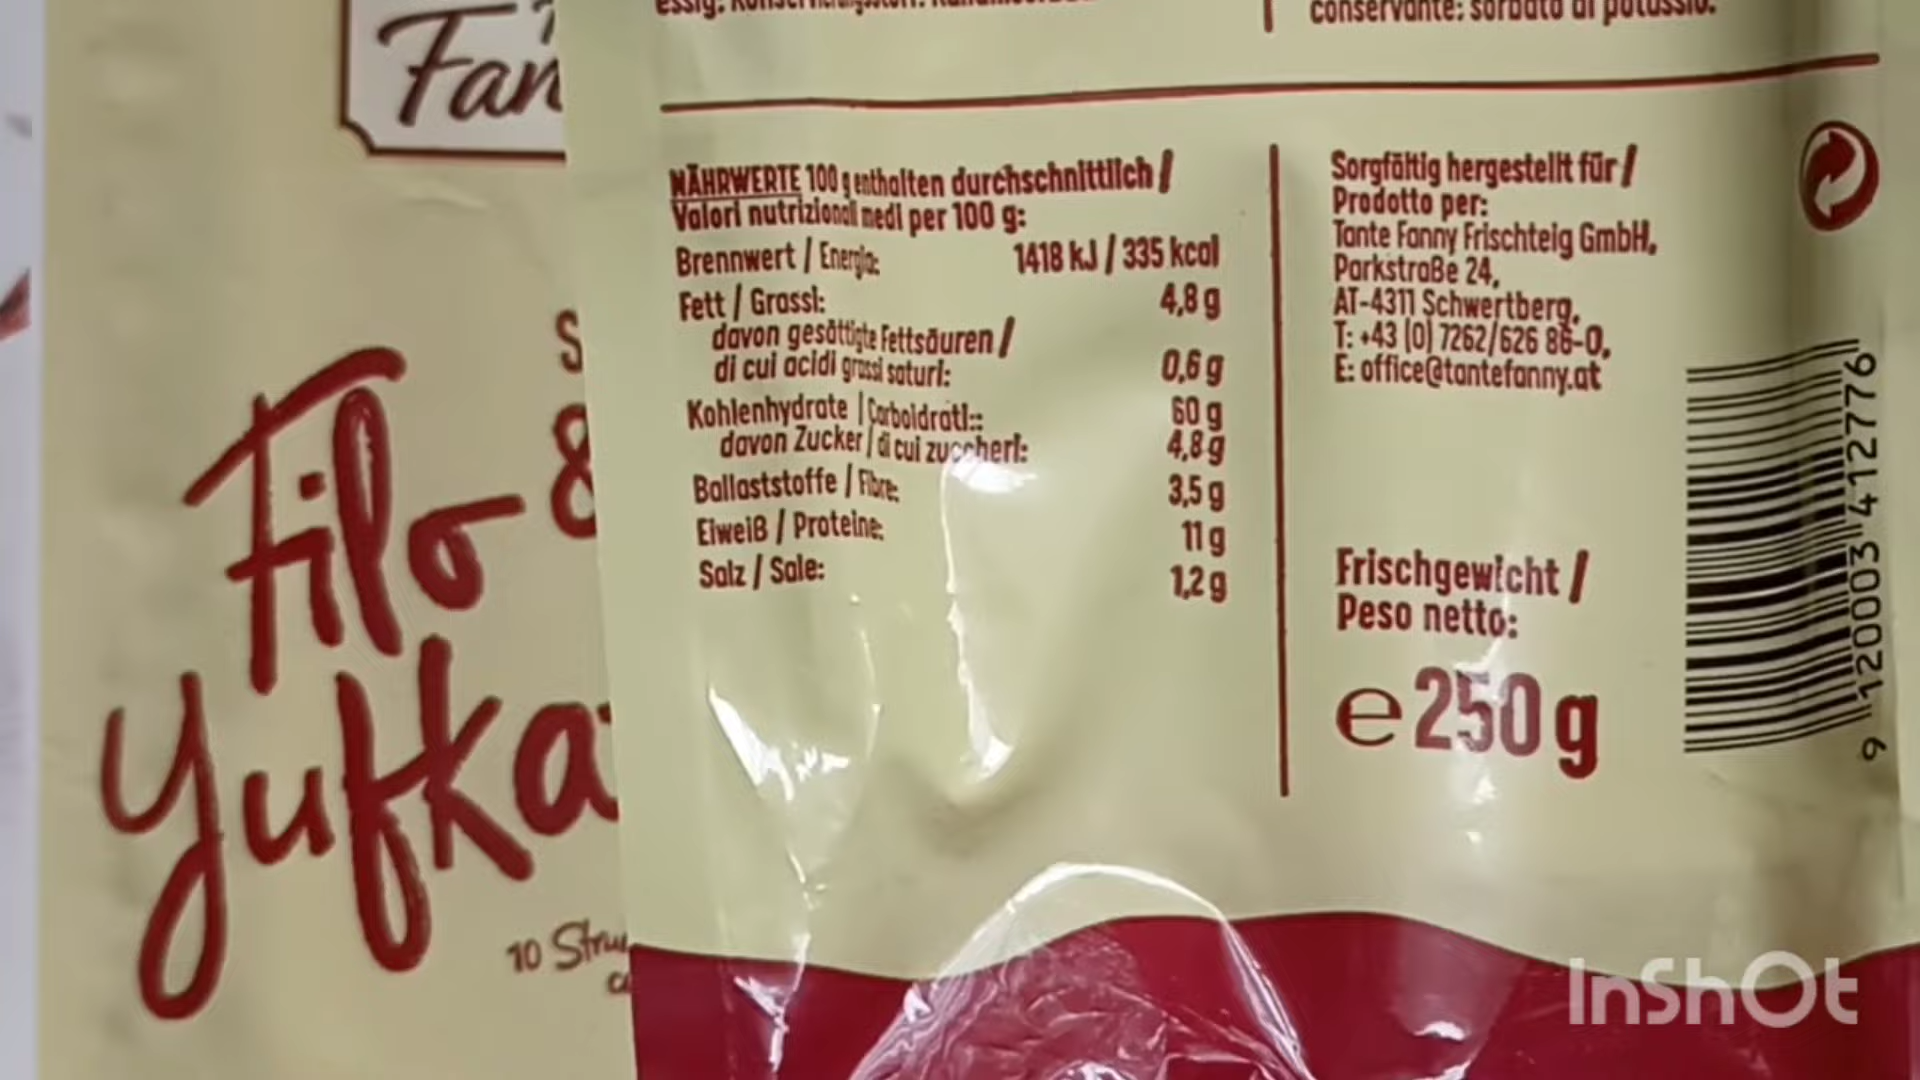 Fan
Filo &
Yufka
10 Stru
conservante: sorbato di potassio.
NÄHRWERTE 100 g enthalten durchschnittlich /
Valori nutrizionali medi per 100 g:
Brennwert / Energia: 1418 kJ / 335 kcal
Fett / Grassi: 4,8 g
davon gesättigte Fettsäuren /
di cui acidi grassi saturi: 0,6 g
Kohlenhydrate / Carboidrati:: 60 g
davon Zucker / di cui zuccheri: 4,8 g
Ballaststoffe / Fibre: 3,5 g
Eiweiß / Proteine: 11 g
Salz / Sale: 1,2 g
Sorgfältig hergestellt für /
Prodotto per:
Tante Fanny Frischteig GmbH,
Parkstraße 24,
AT-4311 Schwertberg,
T: +43 (0) 7262/626 86-0,
E: office@tantefanny.at
Frischgewicht /
Peso netto:
e 250 g
9 120003 412776
InShOt